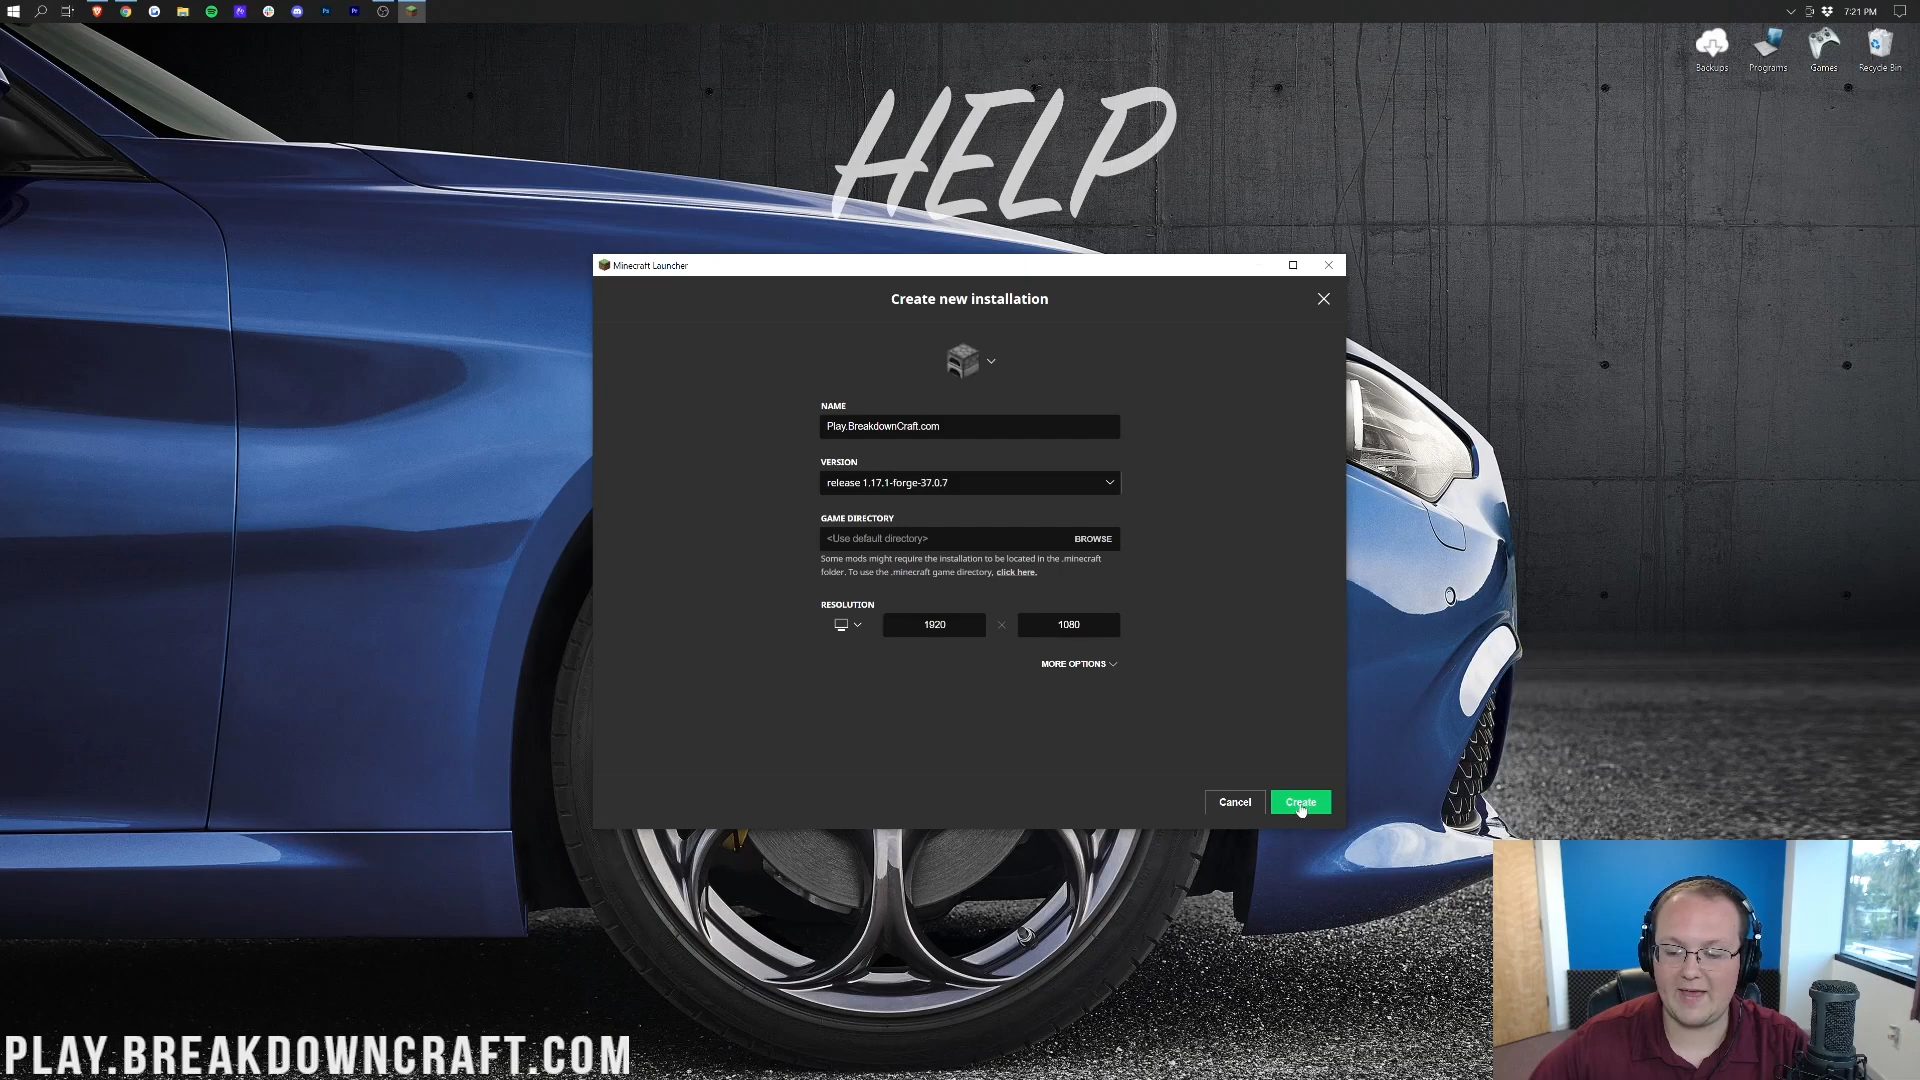 7:21 PM
Backups
Programs
Games
Recycle Bin
HELP
Minecraft Launcher
Create new installation
NAME
Play.BreakdownCraft.com
VERSION
release 1.17.1-forge-37.0.7
GAME DIRECTORY
<Use default directory>
BROWSE
Some mods might require the installation to be located in the .minecraft
folder. To use the .minecraft game directory, click here.
RESOLUTION
1920
1080
MORE OPTIONS
Cancel
Create
PLAY.BREAKDOWNCRAFT.COM